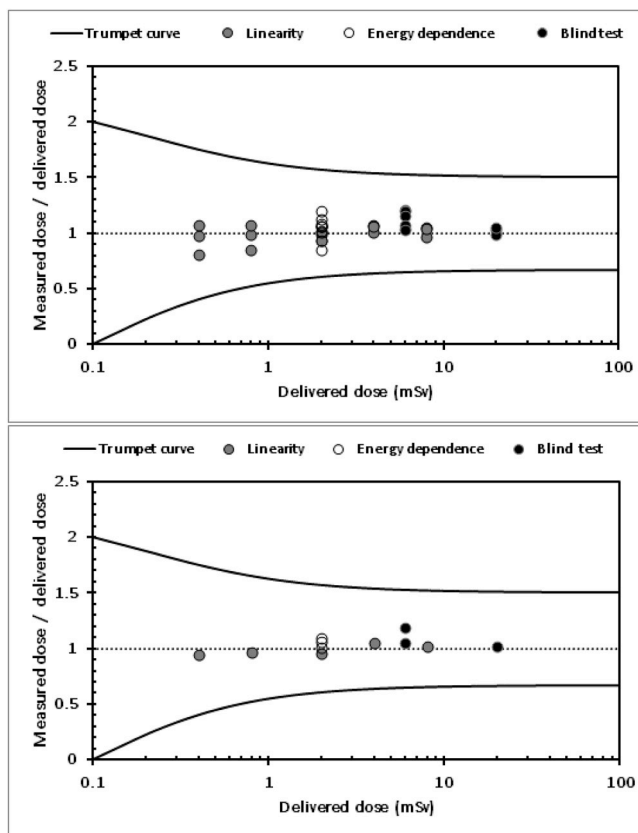 Trumpet curve Linearity Energy dependence Blind test
2.5
2
1.5
1
0.5
0
Measured dose / delivered dose
0.1 1 10 100
Delivered dose (mSv)
Trumpet curve Linearity Energy dependence Blind test
2.5
2
1.5
1
0.5
0
Measured dose / delivered dose
0.1 1 10 100
Delivered dose (mSv)